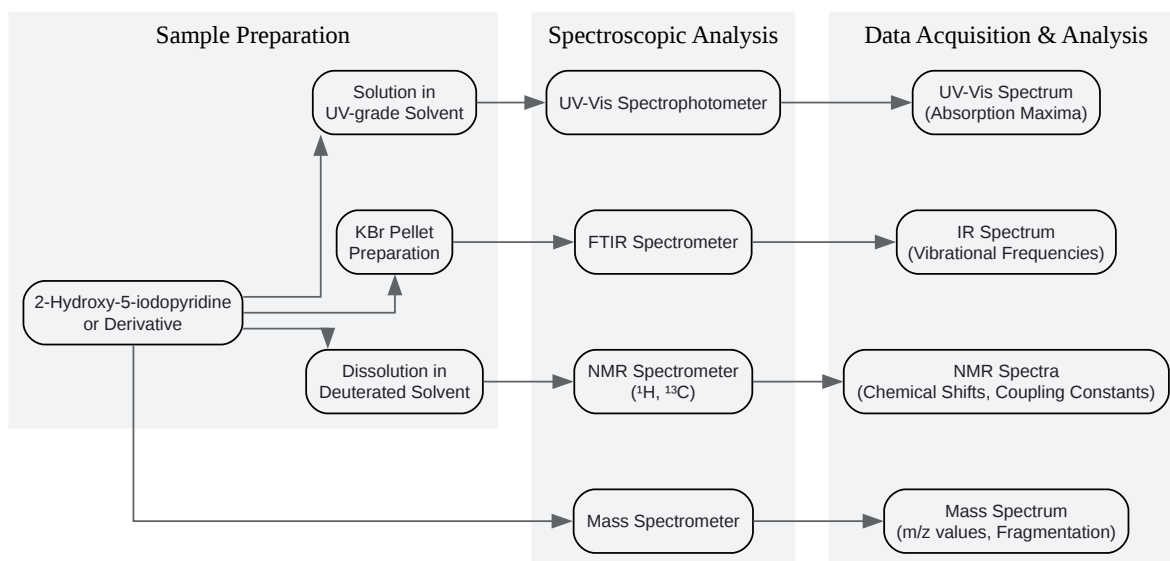 Sample Preparation
Spectroscopic Analysis
Data Acquisition & Analysis
Solution in
UV-grade Solvent
UV-Vis Spectrophotometer
UV-Vis Spectrum
(Absorption Maxima)
KBr Pellet
Preparation
FTIR Spectrometer
IR Spectrum
(Vibrational Frequencies)
2-Hydroxy-5-iodopyridine
or Derivative
Dissolution in
Deuterated Solvent
NMR Spectrometer
(¹H, ¹³C)
NMR Spectra
(Chemical Shifts, Coupling Constants)
Mass Spectrometer
Mass Spectrum
(m/z values, Fragmentation)